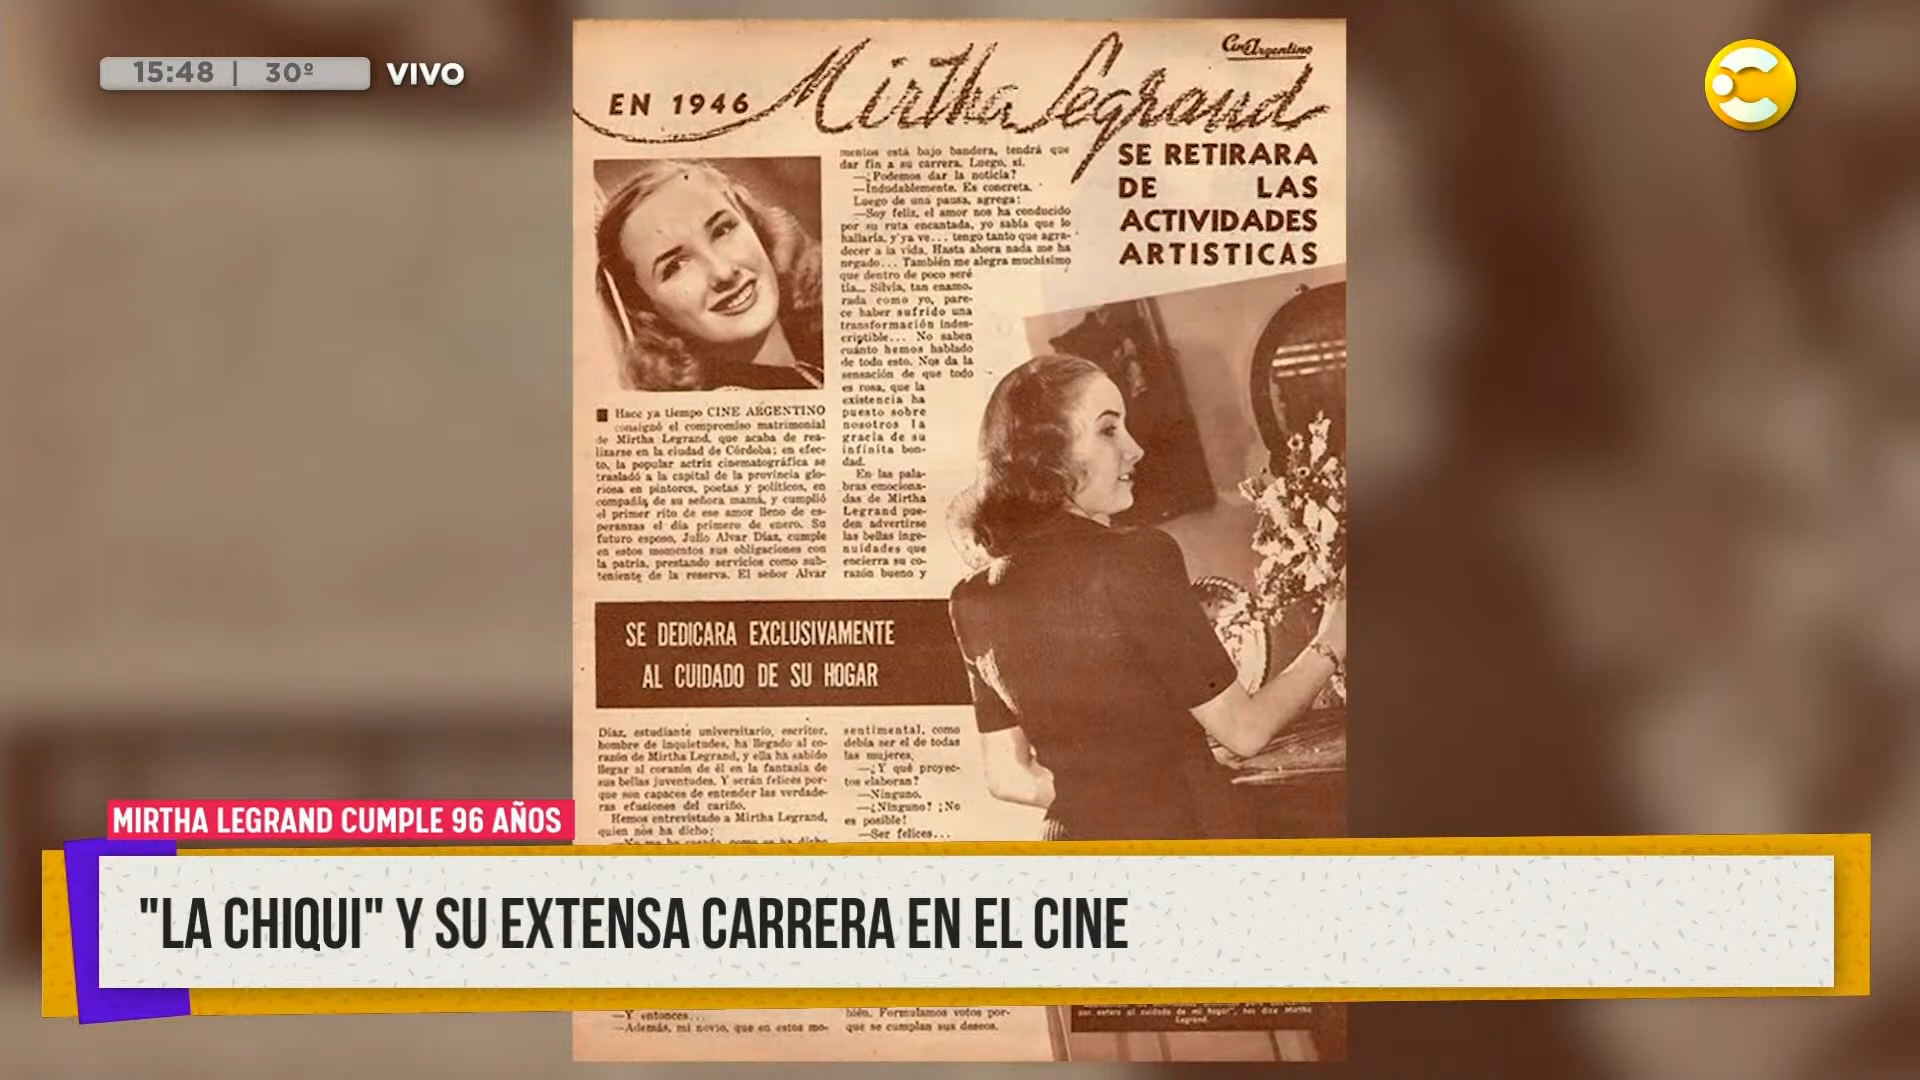 15:48 | 30º VIVO
CineArgentino
EN 1946 Mirtha Legrand
SE RETIRARA
DE LAS
ACTIVIDADES
ARTISTICAS
■ Hace ya tiempo CINE ARGENTINO
consignó el compromiso matrimonial
de Mirtha Legrand, que acaba de rea-
lizarse en la ciudad de Córdoba; en efec-
to, la popular actriz cinematográfica se
trasladó a la capital de la provincia glo-
riosa en pintores, poetas y políticos, en
compañía de su señora mamá, y cumplió
el primer rito de ese amor lleno de es-
peranzas el día primero de enero. Su
futuro esposo, Julio Alvar Díaz, cumple
en estos momentos sus obligaciones con
la patria, prestando servicios como sub-
teniente de la reserva. El señor Alvar
SE DEDICARA EXCLUSIVAMENTE
AL CUIDADO DE SU HOGAR
Díaz, estudiante universitario, escritor,
hombre de inquietudes, ha llegado al co-
razón de Mirtha Legrand, y ella ha sabido
llegar al corazón de él en la fantasía de
sus bellas juventudes. Y serán felices por-
que son capaces de entender las verdade-
ras efusiones del cariño.
Hemos entrevistado a Mirtha Legrand,
quien nos ha dicho:
—Y entonces...
—Además, mi novio, que en estos mo-
mentos está bajo bandera, tendrá que
dar fin a su carrera. Luego, sí.
—¿Podemos dar la noticia?
—Indudablemente. Es concreta.
Luego de una pausa, agrega:
—Soy feliz, el amor nos ha conducido
por su ruta encantada, yo sabía que lo
hallaría, y ya ve... tengo tanto que agra-
decer a la vida. Hasta ahora nada me ha
negado... También me alegra muchísimo
que dentro de poco seré
tía... Silvia, tan enamo-
rada como yo, pare-
ce haber sufrido una
transformación indes-
criptible... No saben
cuánto hemos hablado
de todo esto. Nos da la
sensación de que todo
es rosa, que la
existencia ha
puesto sobre
nosotros la
gracia de su
infinita bon-
dad.
En las pala-
bras emociona-
das de Mirtha
Legrand pue-
den advertirse
las bellas inge-
nuidades que
encierra su co-
razón bueno y
sentimental, como
debía ser el de todas
las mujeres.
—¿Y qué proyec-
tos elaboran?
—Ninguno.
—¿Ninguno? ¡No
es posible!
—Ser felices...
bién. Formulamos votos por-
que se cumplan sus deseos.
por entero al cuidado de mi hogar", nos dice Mirtha
Legrand.
MIRTHA LEGRAND CUMPLE 96 AÑOS
"LA CHIQUI" Y SU EXTENSA CARRERA EN EL CINE